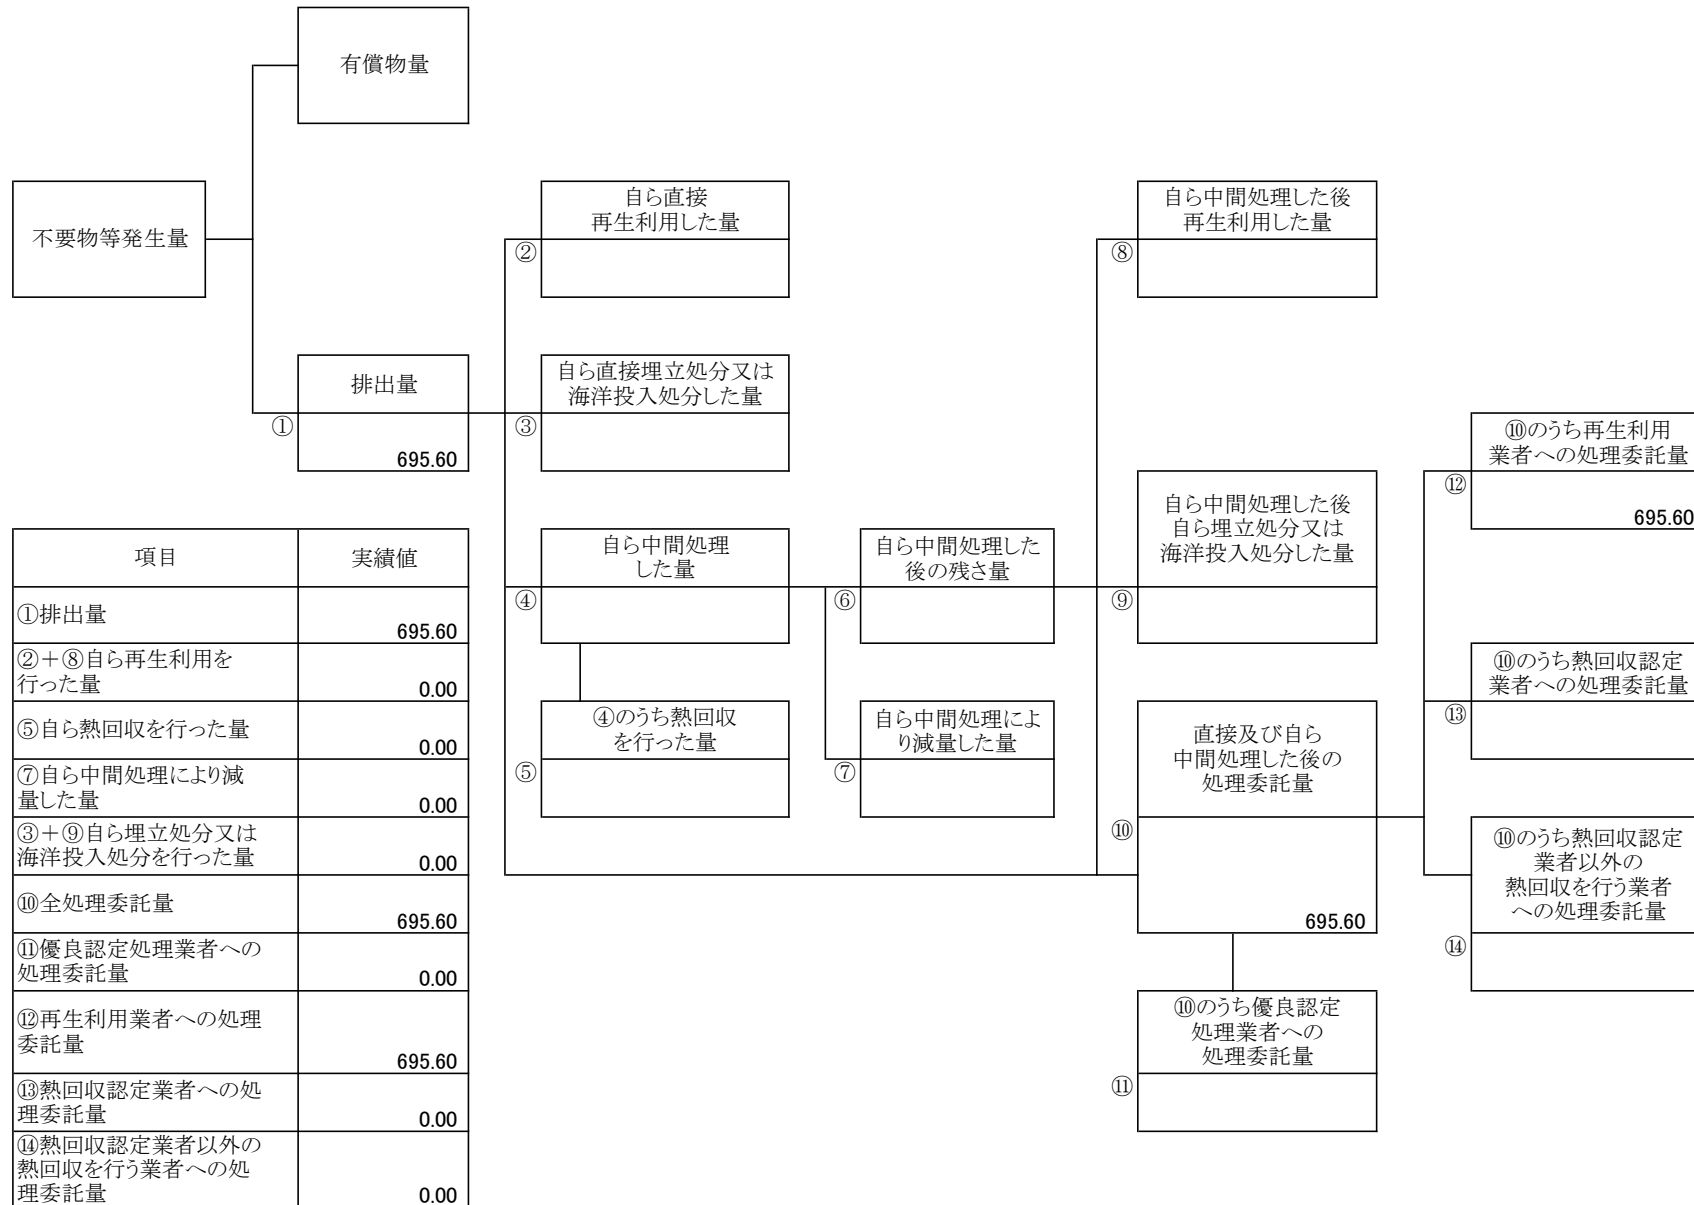 有償物量
不要物等発生量
自ら直接
再生利用した量
②
自ら中間処理した後
再生利用した量
⑧
排出量
①
695.60
自ら直接埋立処分又は
海洋投入処分した量
③
⑩のうち再生利用
業者への処理委託量
⑫
695.60
自ら中間処理
した量
④
自ら中間処理した
後の残さ量
⑥
自ら中間処理した後
自ら埋立処分又は
海洋投入処分した量
⑨
④のうち熱回収
を行った量
⑤
自ら中間処理によ
り減量した量
⑦
直接及び自ら
中間処理した後の
処理委託量
⑩
695.60
⑩のうち熱回収認定
業者への処理委託量
⑬
⑩のうち熱回収認定
業者以外の
熱回収を行う業者
への処理委託量
⑭
⑩のうち優良認定
処理業者への
処理委託量
⑪
項目
実績値
①排出量
695.60
②+⑧自ら再生利用を
行った量
0.00
⑤自ら熱回収を行った量
0.00
⑦自ら中間処理により減
量した量
0.00
③+⑨自ら埋立処分又は
海洋投入処分を行った量
0.00
⑩全処理委託量
695.60
⑪優良認定処理業者への
処理委託量
0.00
⑫再生利用業者への処理
委託量
695.60
⑬熱回収認定業者への処
理委託量
0.00
⑭熱回収認定業者以外の
熱回収を行う業者への処
理委託量
0.00